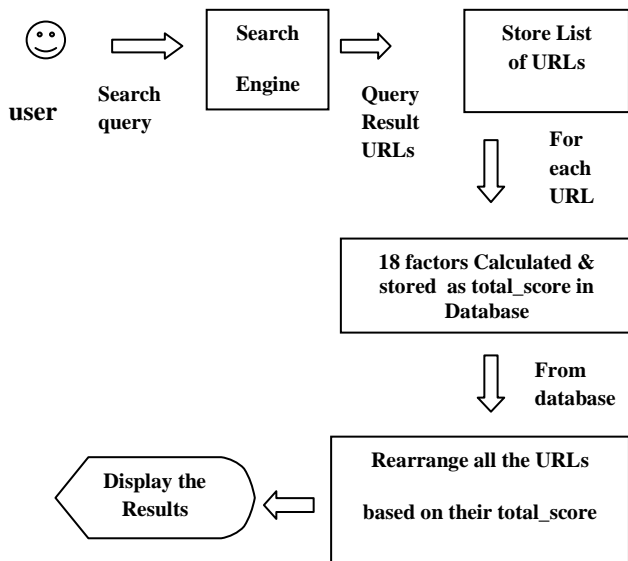 user
Search
query
Search
Engine
Query
Result
URLs
Store List
of URLs
For
each
URL
18 factors Calculated &
stored as total_score in
Database
From
database
Rearrange all the URLs
based on their total_score
Display the
Results